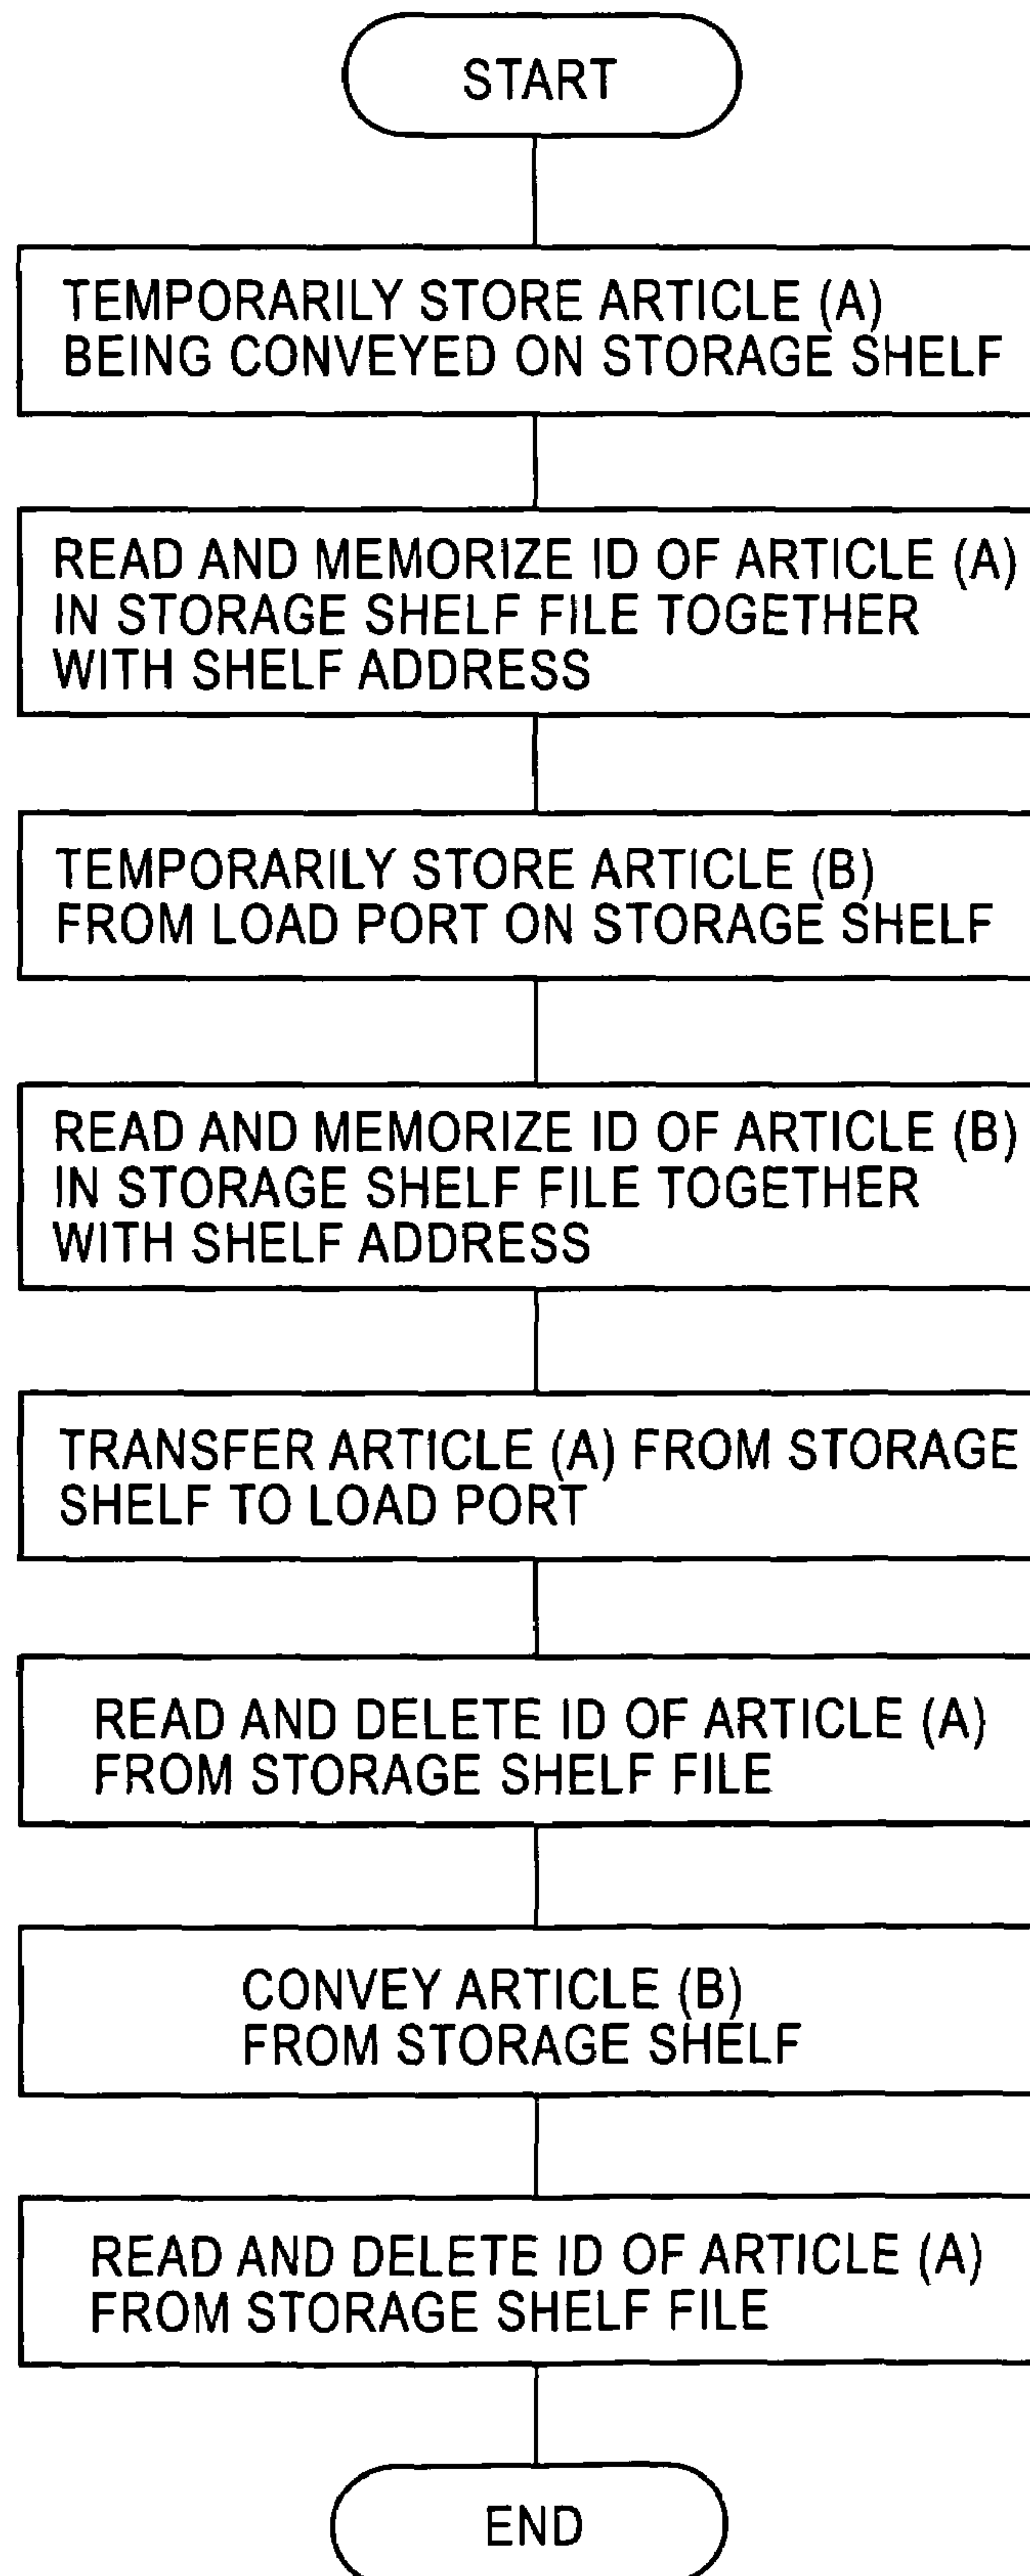 START
TEMPORARILY STORE ARTICLE (A)
BEING CONVEYED ON STORAGE SHELF
READ AND MEMORIZE ID OF ARTICLE (A)
IN STORAGE SHELF FILE TOGETHER
WITH SHELF ADDRESS
TEMPORARILY STORE ARTICLE (B)
FROM LOAD PORT ON STORAGE SHELF
READ AND MEMORIZE ID OF ARTICLE (B)
IN STORAGE SHELF FILE TOGETHER
WITH SHELF ADDRESS
TRANSFER ARTICLE (A) FROM STORAGE
SHELF TO LOAD PORT
READ AND DELETE ID OF ARTICLE (A)
FROM STORAGE SHELF FILE
CONVEY ARTICLE (B)
FROM STORAGE SHELF
READ AND DELETE ID OF ARTICLE (A)
FROM STORAGE SHELF FILE
END